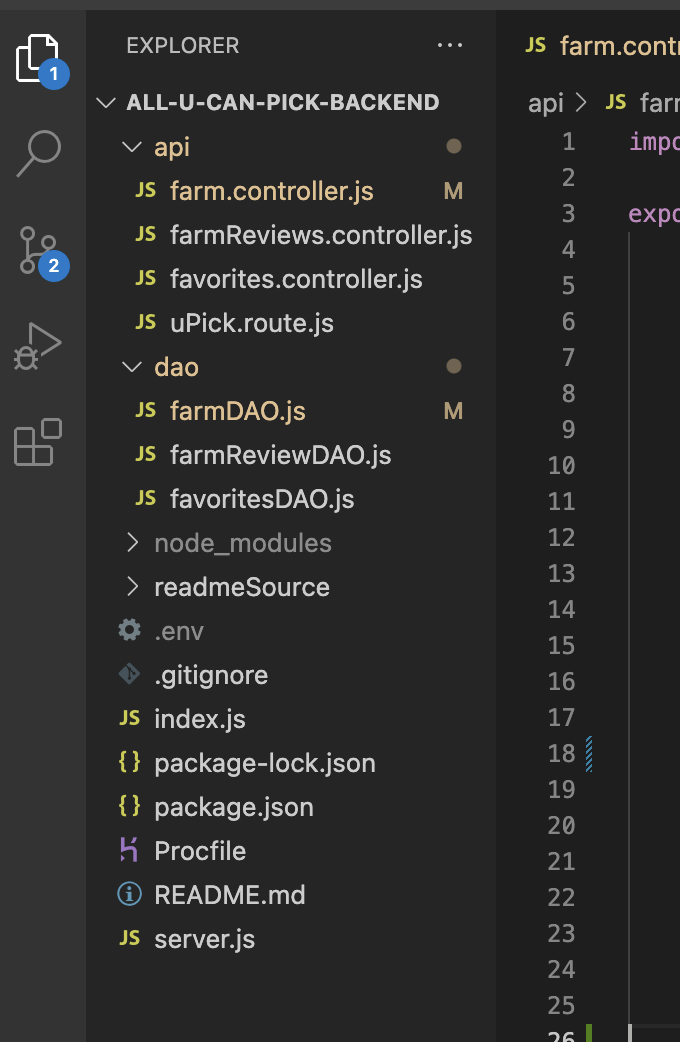 EXPLORER
ALL-U-CAN-PICK-BACKEND
api
JS farm.controller.js M
JS farmReviews.controller.js
JS favorites.controller.js
JS uPick.route.js
dao
JS farmDAO.js M
JS farmReviewDAO.js
JS favoritesDAO.js
node_modules
readmeSource
.env
.gitignore
JS index.js
{} package-lock.json
{} package.json
Procfile
README.md
JS server.js
1
2
JS farm.contr
api > JS farm
1 impo
2
3 expo
4
5
6
7
8
9
10
11
12
13
14
15
16
17
18
19
20
21
22
23
24
25
26